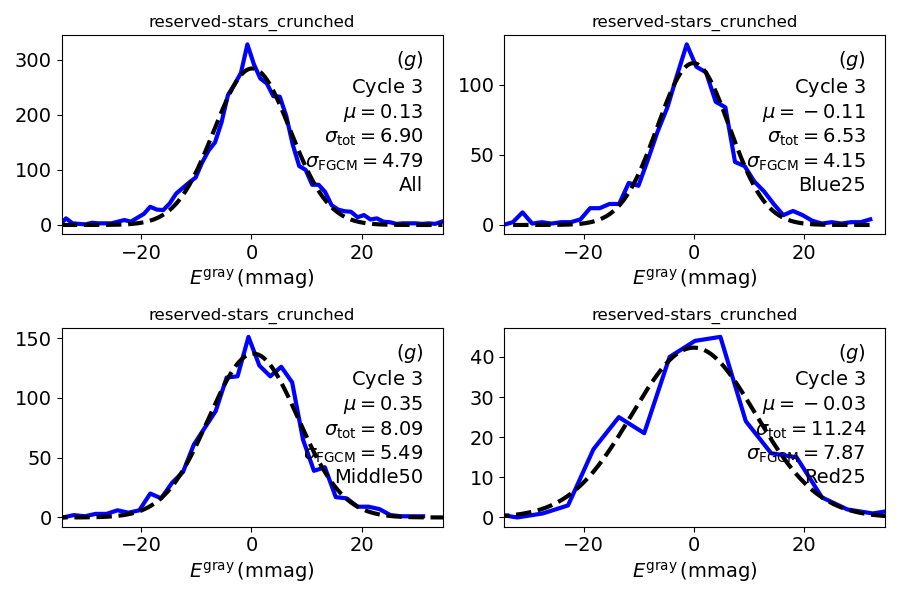 reserved-stars_crunched
300
200
100
0
−20
0
20
(g)
Cycle 3
μ = 0.13
σtot = 6.90
σFGCM = 4.79
All
Egray (mmag)
reserved-stars_crunched
100
50
0
−20
0
20
(g)
Cycle 3
μ = −0.11
σtot = 6.53
σFGCM = 4.15
Blue25
Egray (mmag)
reserved-stars_crunched
150
100
50
0
−20
0
20
(g)
Cycle 3
μ = 0.35
σtot = 8.09
σFGCM = 5.49
Middle50
Egray (mmag)
reserved-stars_crunched
40
30
20
10
0
−20
0
20
(g)
Cycle 3
μ = −0.03
σtot = 11.24
σFGCM = 7.87
Red25
Egray (mmag)